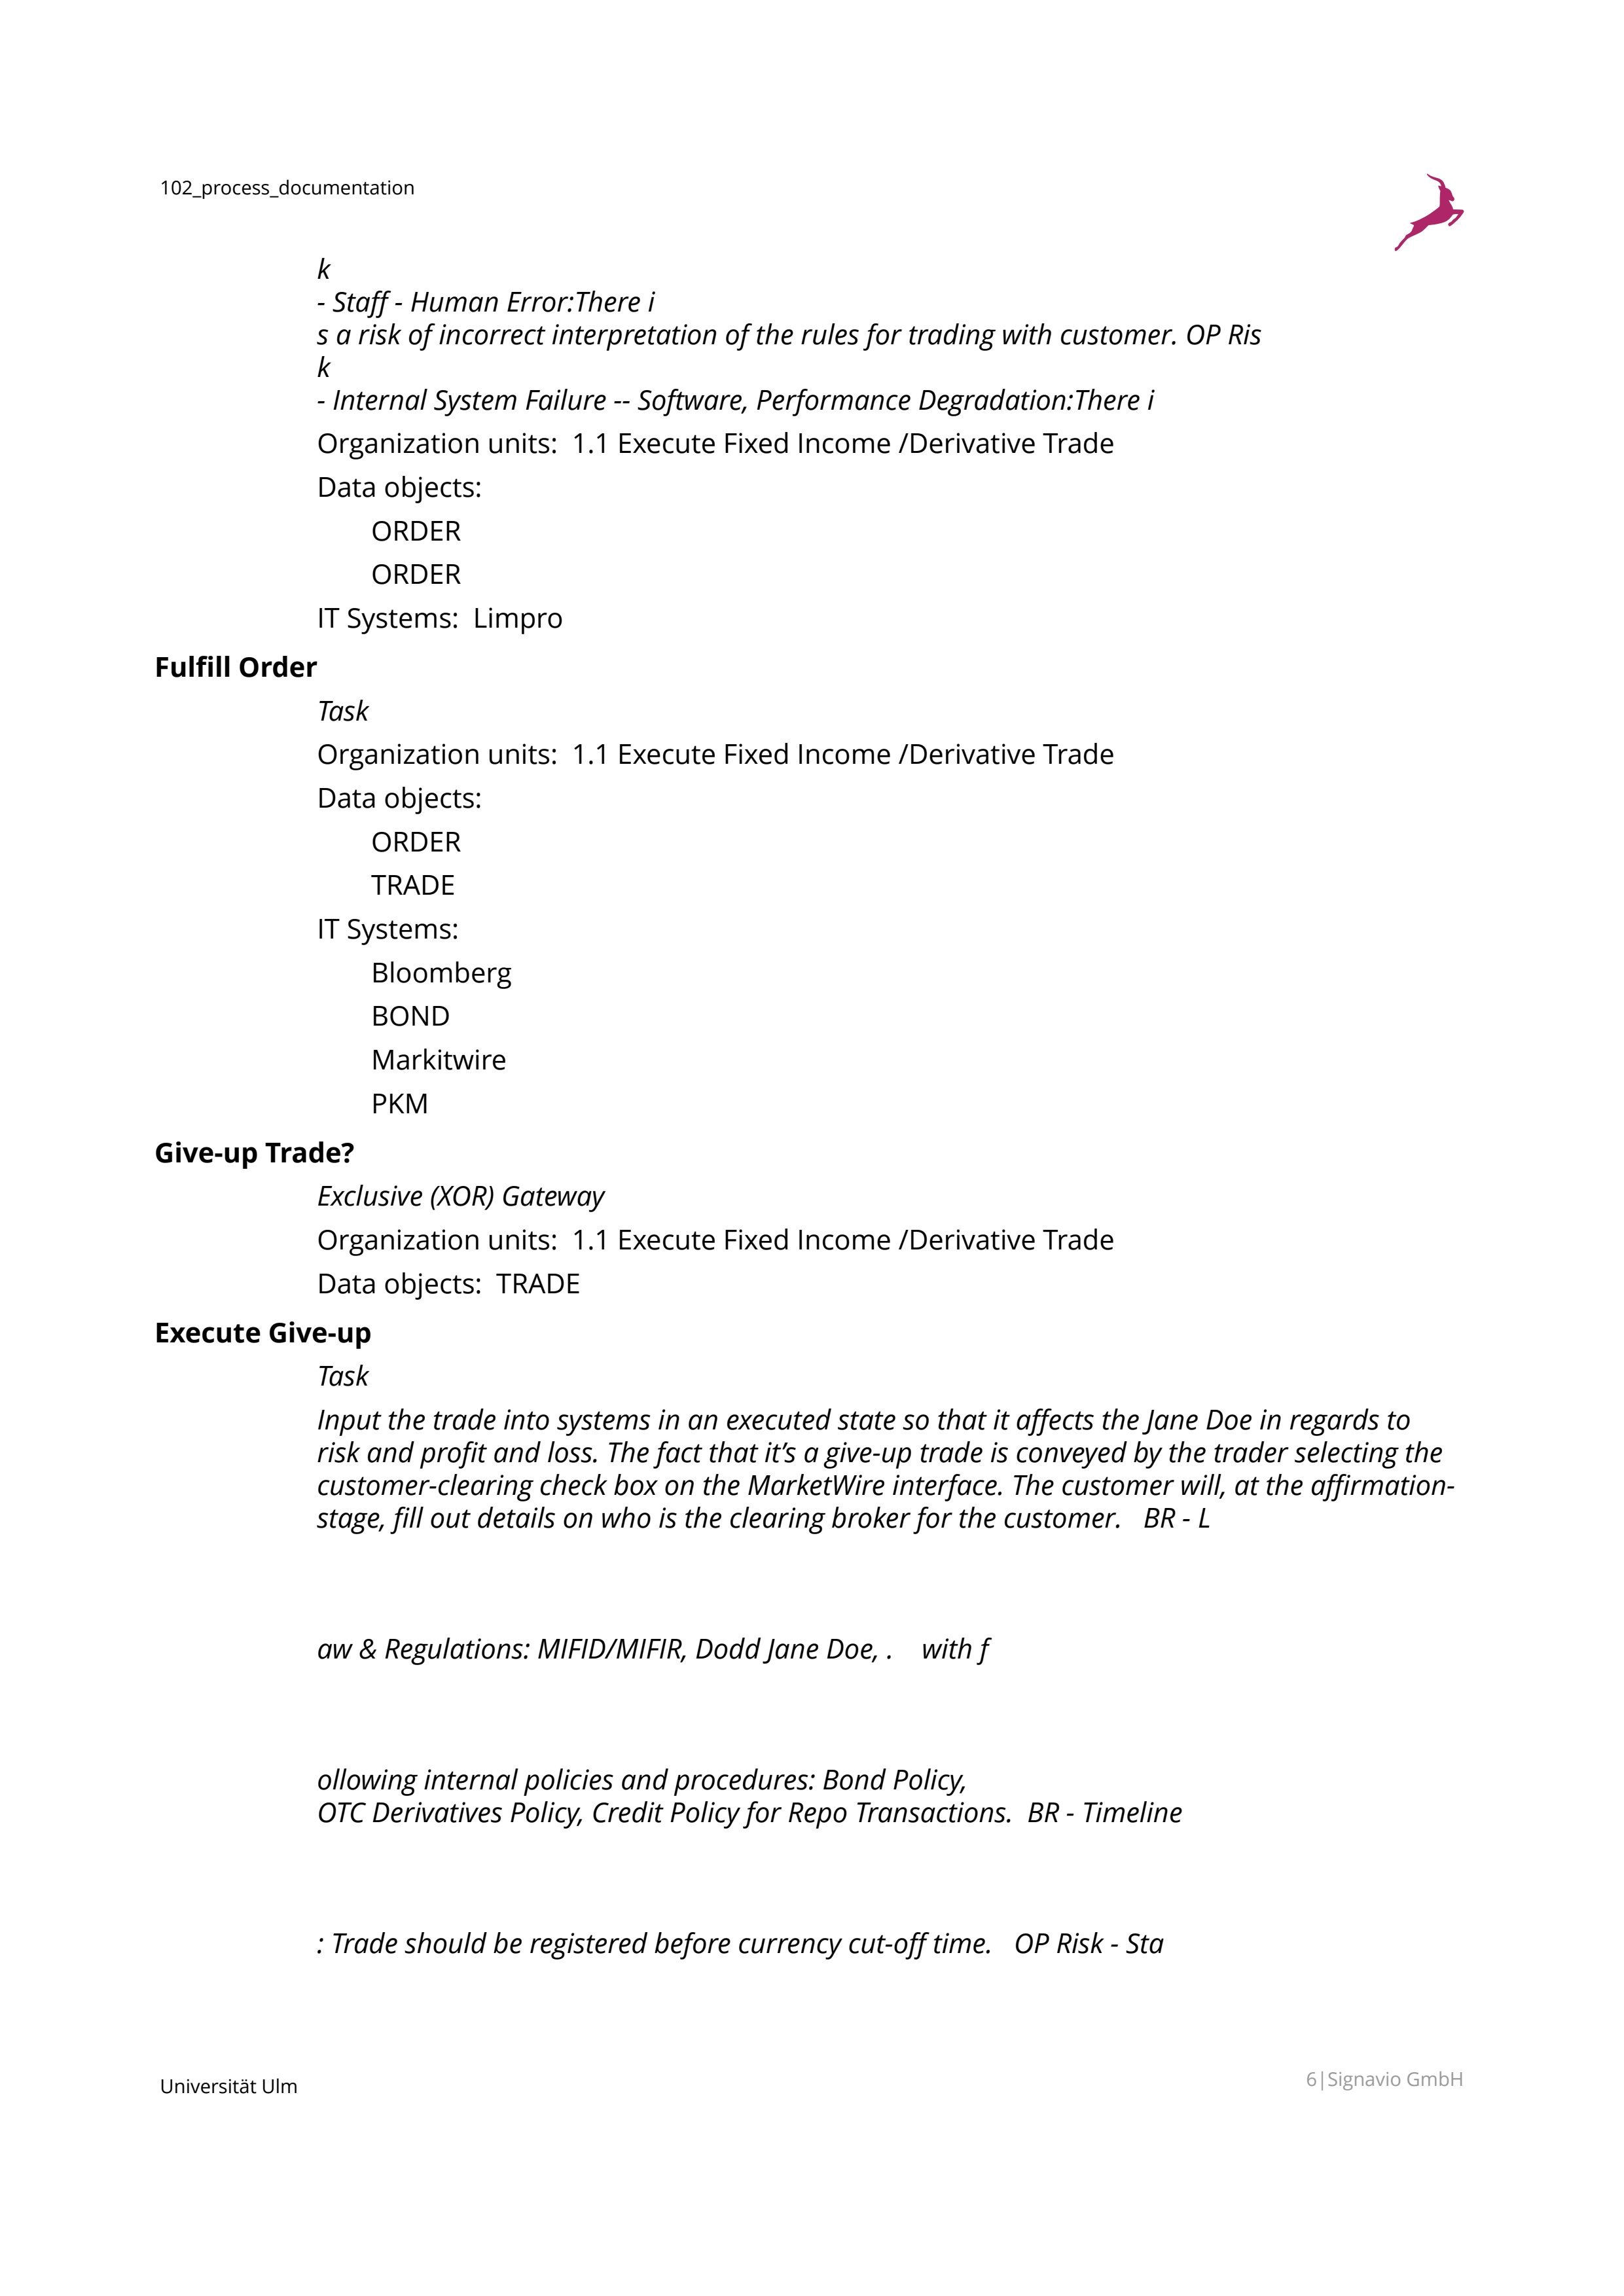 102_process_documentation
k
- Staff - Human Error:There i
s a risk of incorrect interpretation of the rules for trading with customer. OP Ris
k
- Internal System Failure -- Software, Performance Degradation:There i
Organization units:  1.1 Execute Fixed Income /Derivative Trade
Data objects:
ORDER
ORDER
IT Systems:  Limpro
Fulfill Order
Task
Organization units:  1.1 Execute Fixed Income /Derivative Trade
Data objects:
ORDER
TRADE
IT Systems:
Bloomberg
BOND
Markitwire
PKM
Give-up Trade?
Exclusive (XOR) Gateway
Organization units:  1.1 Execute Fixed Income /Derivative Trade
Data objects:  TRADE
Execute Give-up
Task
Input the trade into systems in an executed state so that it affects the Jane Doe in regards to
risk and profit and loss. The fact that it’s a give-up trade is conveyed by the trader selecting the
customer-clearing check box on the MarketWire interface. The customer will, at the affirmation-
stage, fill out details on who is the clearing broker for the customer.   BR - L
aw & Regulations: MIFID/MIFIR, Dodd Jane Doe, .    with f
ollowing internal policies and procedures: Bond Policy,
OTC Derivatives Policy, Credit Policy for Repo Transactions.  BR - Timeline
: Trade should be registered before currency cut-off time.   OP Risk - Sta
Universität Ulm
6|Signavio GmbH